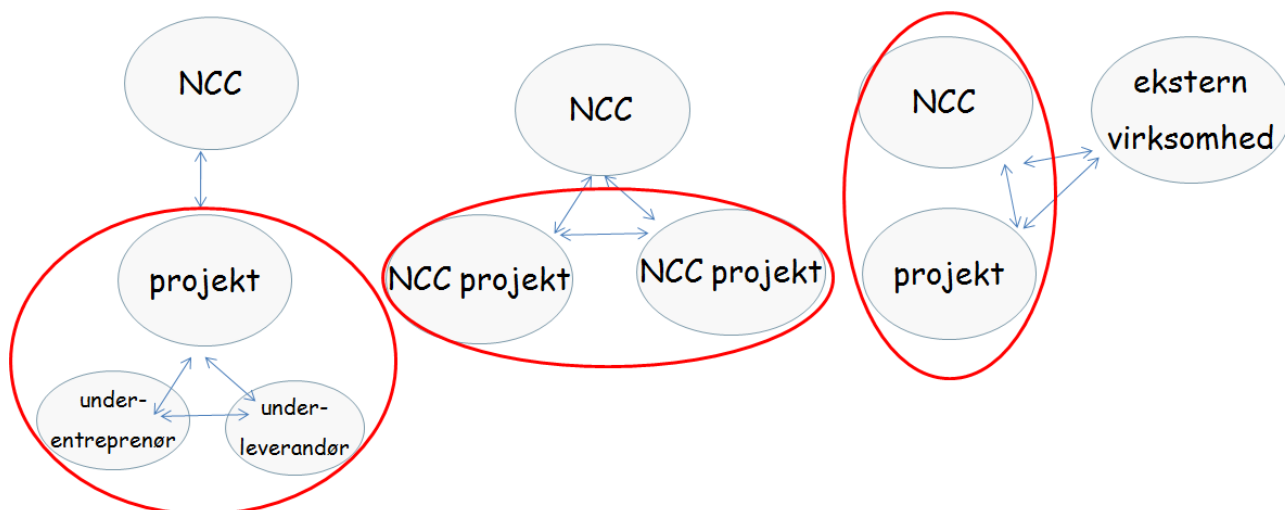 NCC
projekt
under-
entreprenør
under-
leverandør
NCC
NCC projekt
NCC projekt
NCC
projekt
ekstern
virksomhed